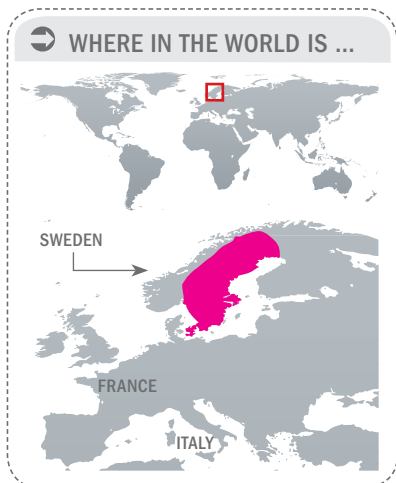 WHERE IN THE WORLD IS ...
SWEDEN
FRANCE
ITALY